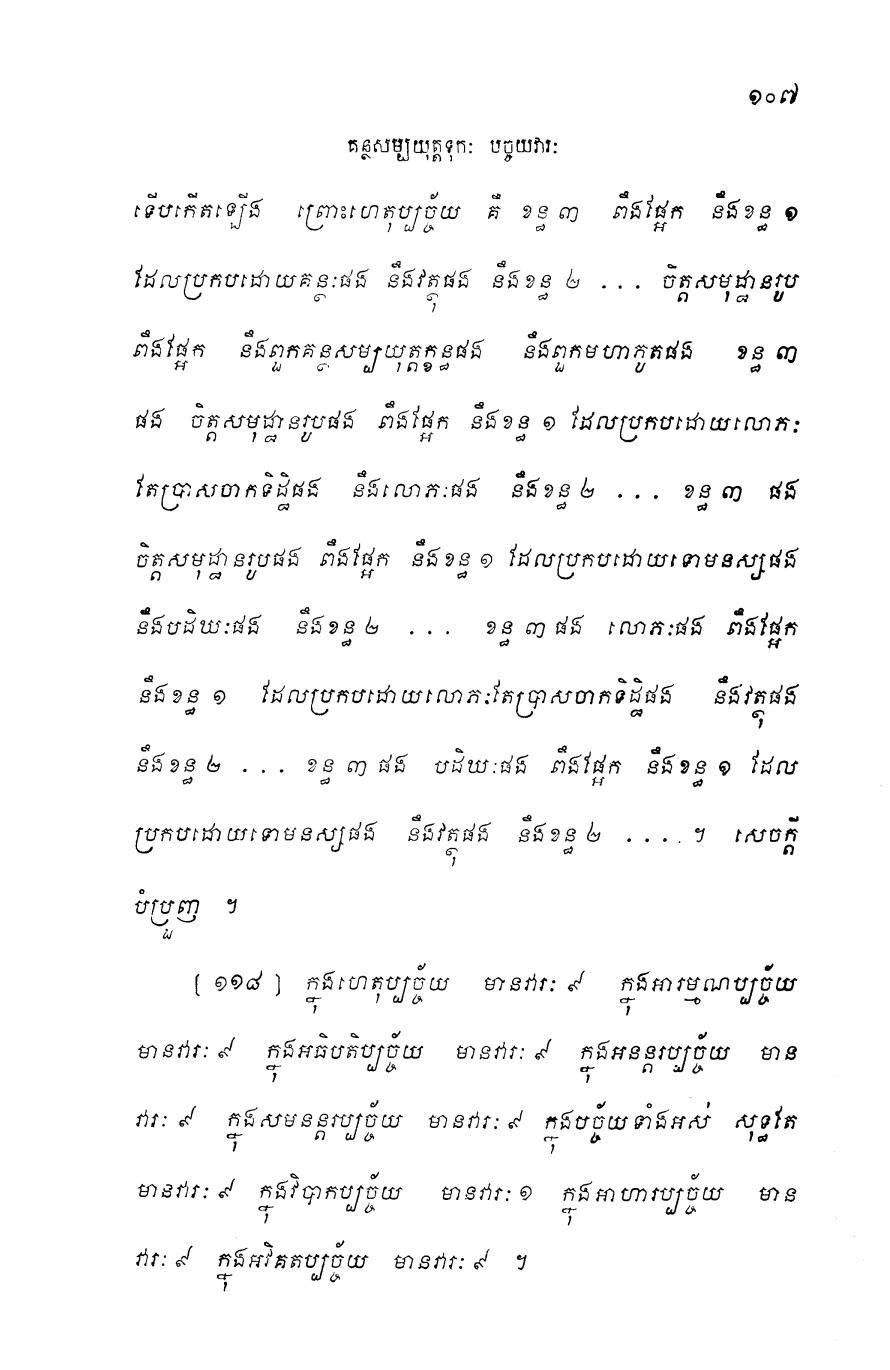 ១០៧
គន្ថសម្បយុត្តទុកៈ បច្ចយវារៈ
ទើបកើតឡើង ព្រោះហេតុប្បច្ច័យ គឺ ខន្ធ ៣ ពឹងផ្អែក នឹងខន្ធ ១
ដែលប្រកបដោយគន្ថៈផង នឹងវត្ថុផង នឹងខន្ធ ២ ... ចិត្តសមុដ្ឋានរូប
ពឹងផ្អែក នឹងពួកគន្ថសម្បយុត្តកក្ខន្ធផង នឹងពួកមហាភូតផង ខន្ធ ៣
ផង ចិត្តសមុដ្ឋានរូបផង ពឹងផ្អែក នឹងខន្ធ ១ ដែលប្រកបដោយលោភៈ
តែប្រាសចាកទិដ្ឋិផង នឹងលោភៈផង នឹងខន្ធ ២ ... ខន្ធ ៣ ផង
ចិត្តសមុដ្ឋានរូបផង ពឹងផ្អែក នឹងខន្ធ ១ ដែលប្រកបដោយទោមនស្សផង
នឹងបដិឃៈផង នឹងខន្ធ ២ ... ខន្ធ ៣ ផង លោភៈផង ពឹងផ្អែក
នឹងខន្ធ ១ ដែលប្រកបដោយលោភៈតែប្រាសចាកទិដ្ឋិផង នឹងវត្ថុផង
នឹងខន្ធ ២ ... ខន្ធ ៣ ផង បដិឃៈផង ពឹងផ្អែក នឹងខន្ធ ១ ដែល
ប្រកបដោយទោមនស្សផង នឹងវត្ថុផង នឹងខន្ធ ២ .... ។ សេចក្តី
បំប្រួញ ។
[ ១១៨ ] ក្នុងហេតុប្បច្ច័យ មានវារៈ ៩ ក្នុងអារម្មណប្បច្ច័យ
មានវារៈ ៩ ក្នុងអធិបតិប្បច្ច័យ មានវារៈ ៩ ក្នុងអនន្តរប្បច្ច័យ មាន
វារៈ ៩ ក្នុងសមនន្តរប្បច្ច័យ មានវារៈ ៩ ក្នុងបច្ច័យទាំងអស់ សុទ្ធតែ
មានវារៈ ៩ ក្នុងវិបាកប្បច្ច័យ មានវារៈ ១ ក្នុងអាហារប្បច្ច័យ មាន
វារៈ ៩ ក្នុងអវិគតប្បច្ច័យ មានវារៈ ៩ ។